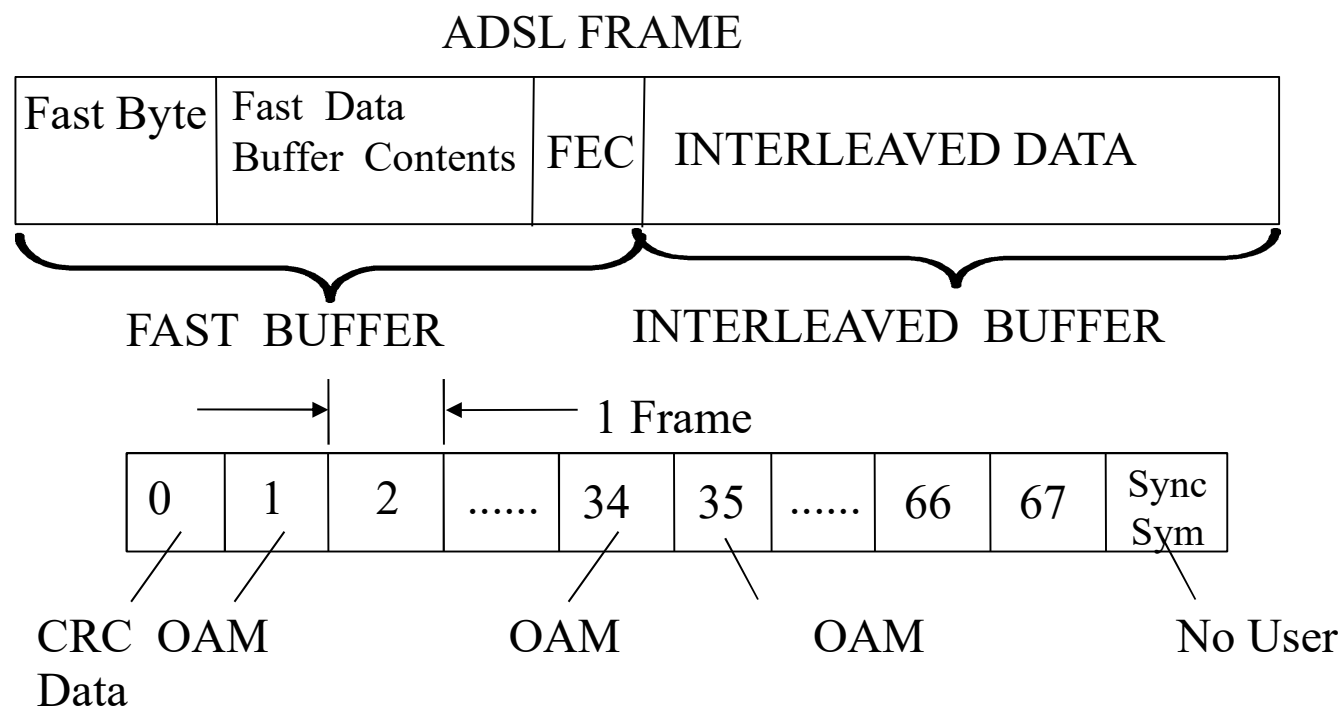 ADSL FRAME
Fast Byte
Fast Data
Buffer Contents
FEC
INTERLEAVED DATA
FAST BUFFER
INTERLEAVED BUFFER
1 Frame
0 1 2 ...... 34 35 ...... 66 67 Sync
Sym
CRC OAM OAM OAM No User
Data